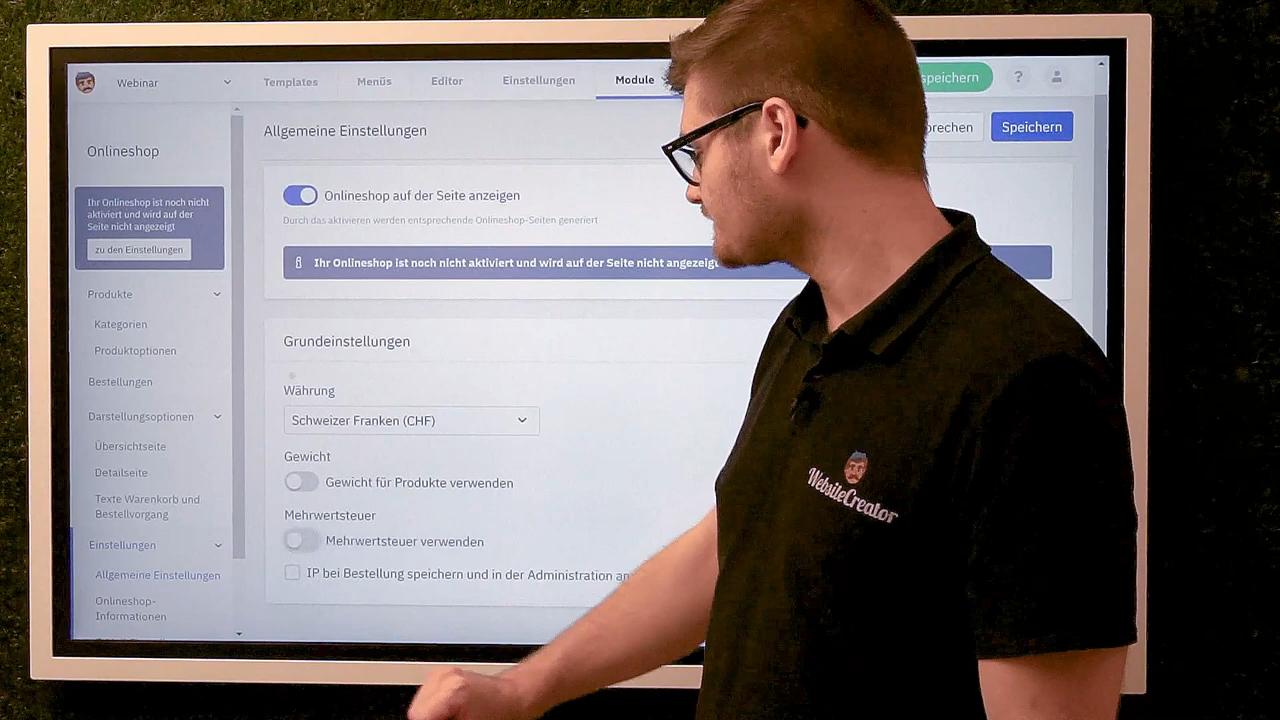 Webinar
Templates
Menüs
Editor
Einstellungen
Module
speichern
?
Onlineshop
Ihr Onlineshop ist noch nicht
aktiviert und wird auf der
Seite nicht angezeigt
zu den Einstellungen
Produkte
Kategorien
Produktoptionen
Bestellungen
Darstellungsoptionen
Übersichtseite
Detailseite
Texte Warenkorb und
Bestellvorgang
Einstellungen
Allgemeine Einstellungen
Onlineshop-
Informationen
Allgemeine Einstellungen
Speichern
Onlineshop auf der Seite anzeigen
Durch das aktivieren werden entsprechende Onlineshop-Seiten generiert
Ihr Onlineshop ist noch nicht aktiviert und wird auf der Seite nicht angezeig
Grundeinstellungen
Währung
Schweizer Franken (CHF)
Gewicht
Gewicht für Produkte verwenden
Mehrwertsteuer
Mehrwertsteuer verwenden
IP bei Bestellung speichern und in der Administration an
WebsiteCreator